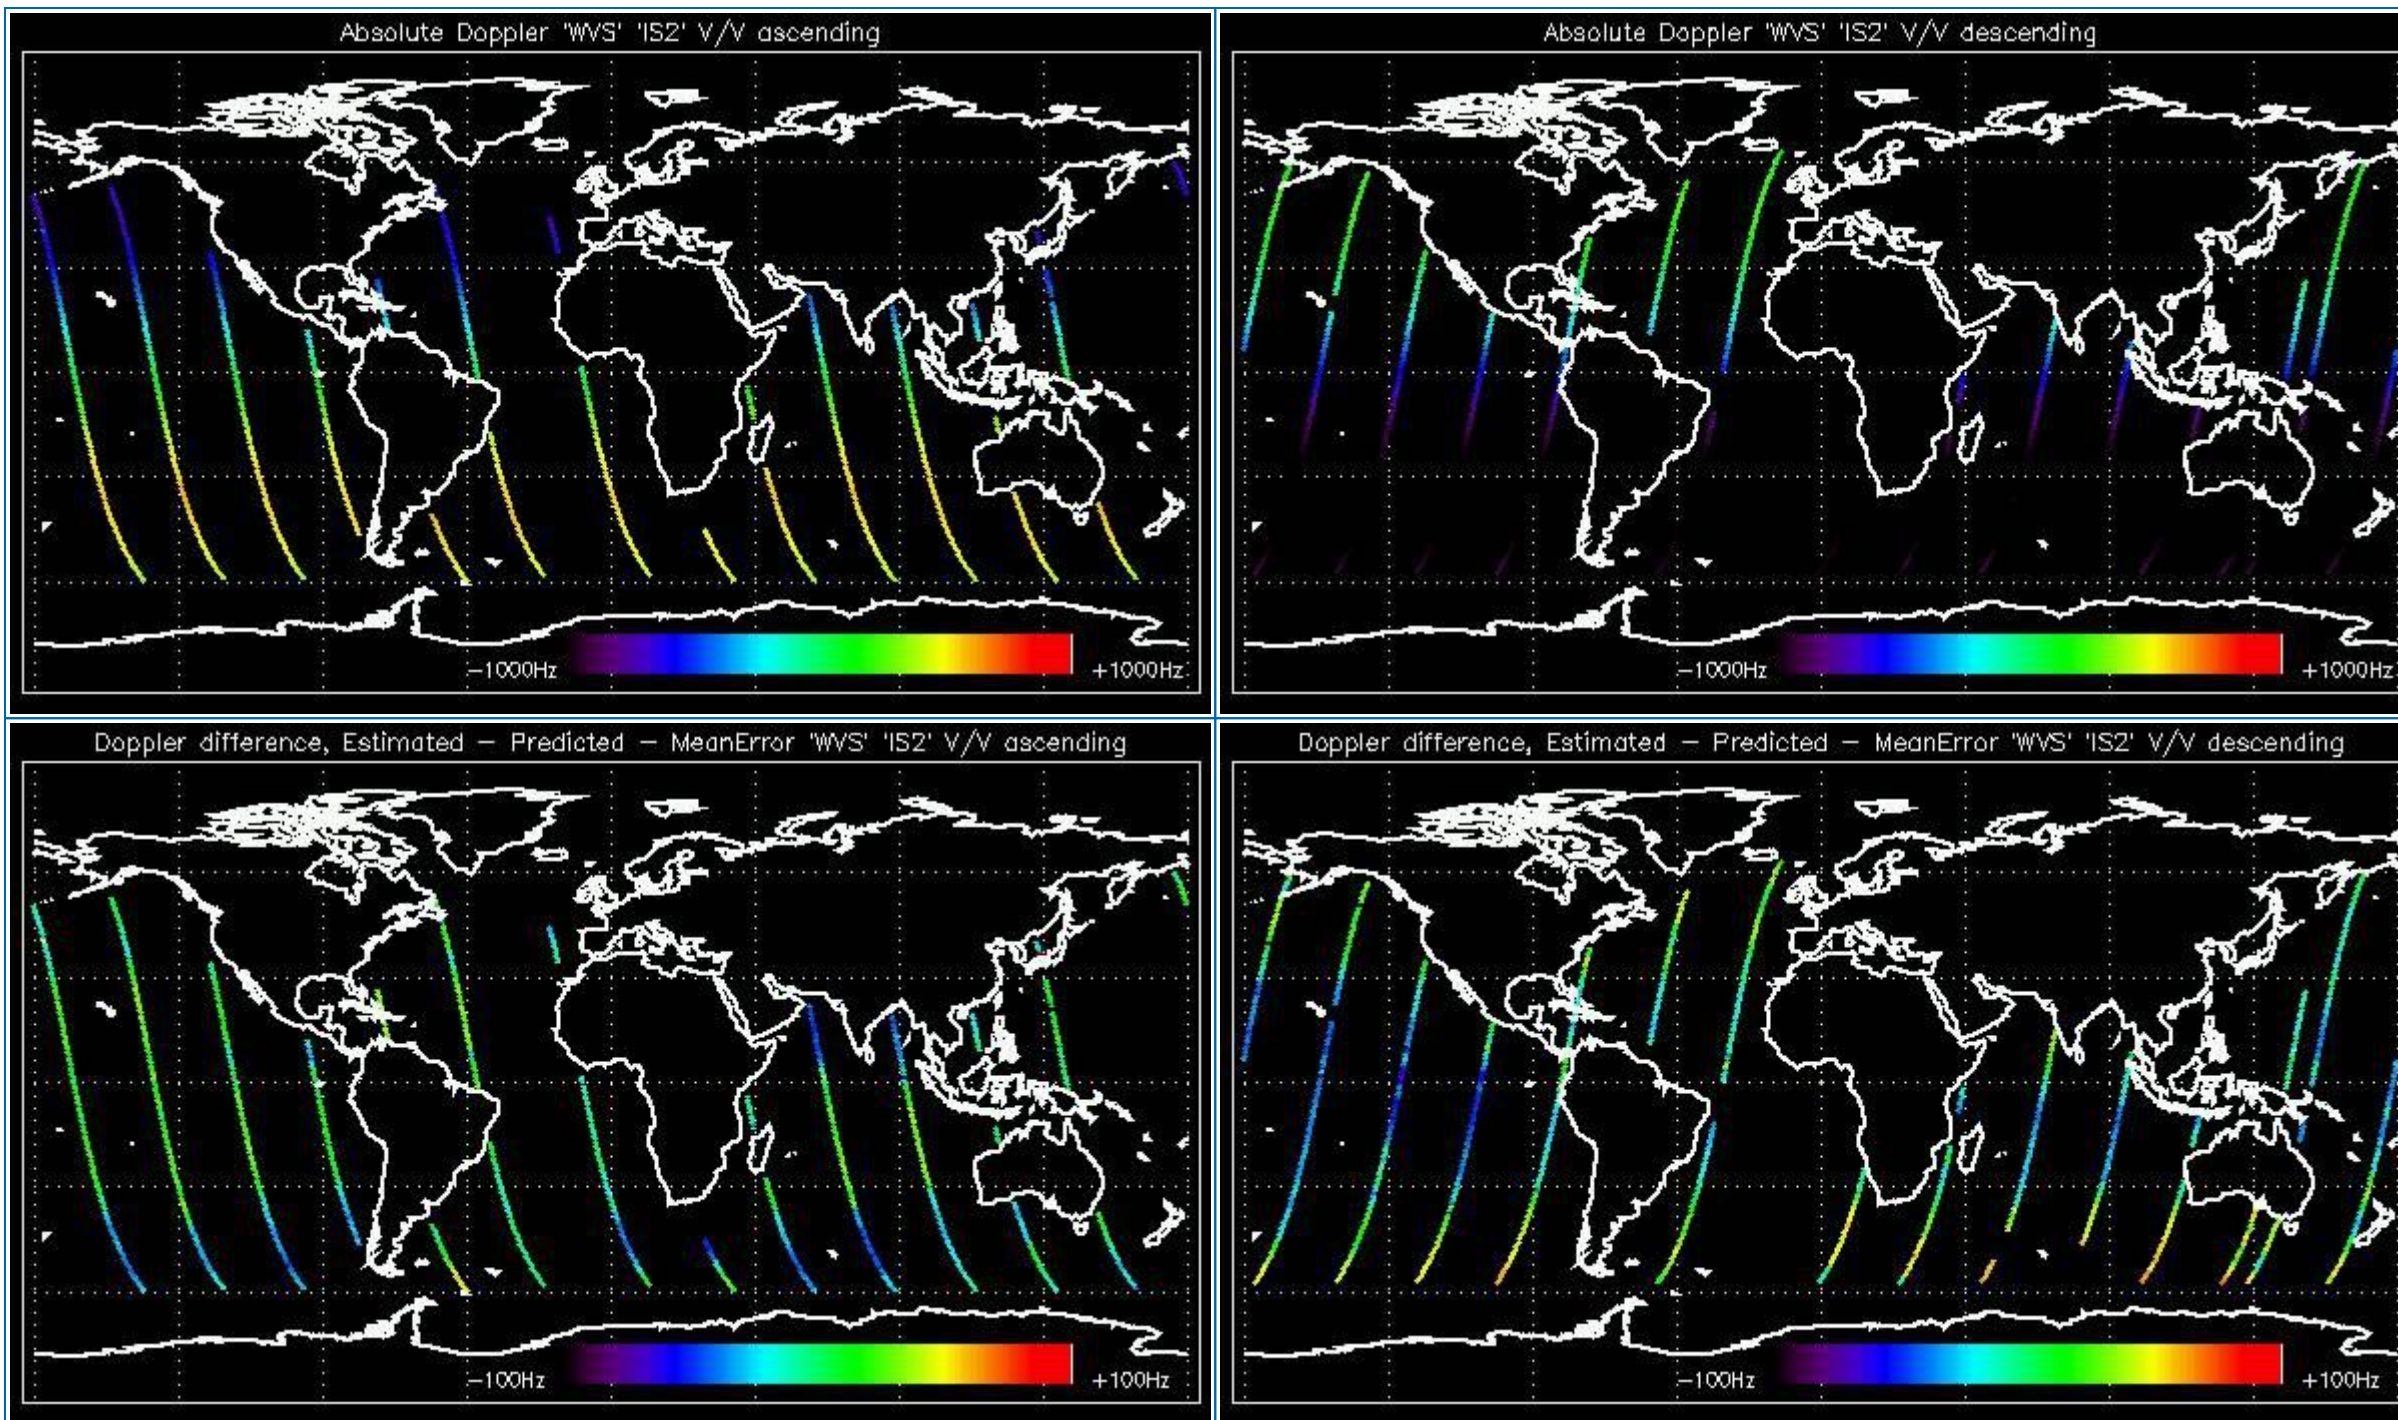 Absolute Doppler 'WVS' 'IS2' V/V ascending
-1000Hz
+1000Hz
Absolute Doppler 'WVS' 'IS2' V/V descending
-1000Hz
+1000Hz
Doppler difference, Estimated - Predicted - MeanError 'WVS' 'IS2' V/V ascending
-100Hz
+100Hz
Doppler difference, Estimated - Predicted - MeanError 'WVS' 'IS2' V/V descending
-100Hz
+100Hz